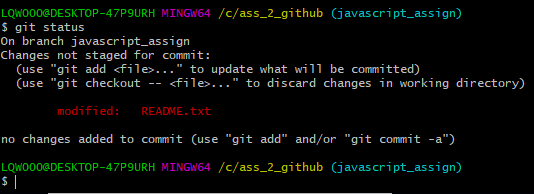 LQWOOO@DESKTOP-47P9URH MINGW64 /c/ass_2_github (javascript_assign)
$ git status
On branch javascript_assign
Changes not staged for commit:
  (use "git add <file>..." to update what will be committed)
  (use "git checkout -- <file>..." to discard changes in working directory)

        modified:   README.txt

no changes added to commit (use "git add" and/or "git commit -a")

LQWOOO@DESKTOP-47P9URH MINGW64 /c/ass_2_github (javascript_assign)
$